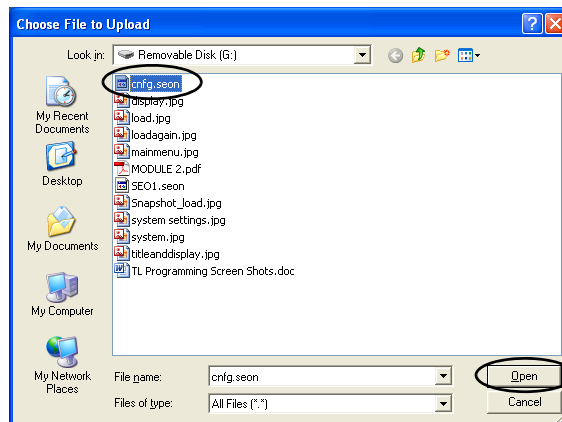 Choose File to Upload
Look in: Removable Disk (G:)
My Recent
Documents
Desktop
My Documents
My Computer
My Network
Places
cnfg.seon
display.jpg
load.jpg
loadagain.jpg
mainmenu.jpg
MODULE 2.pdf
SEO1.seon
Snapshot_load.jpg
system settings.jpg
system.jpg
titleanddisplay.jpg
TL Programming Screen Shots.doc
File name: cnfg.seon Open
Files of type: All Files (*.*) Cancel